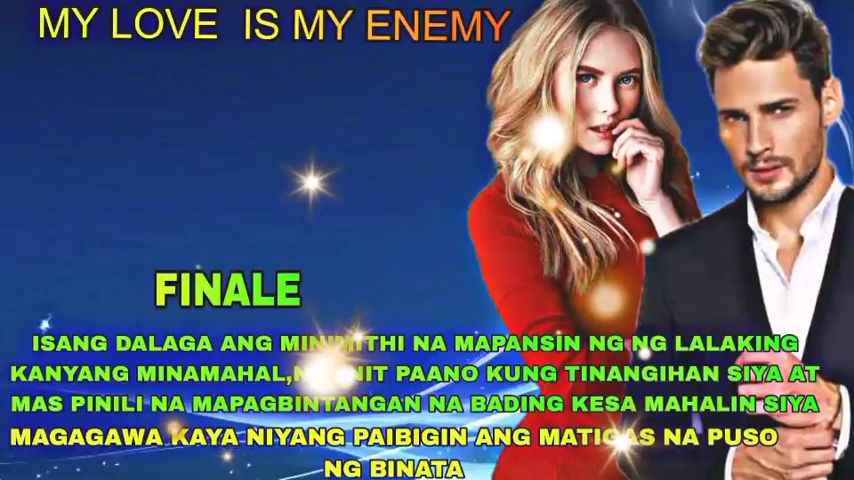 MY LOVE IS MY ENEMY
FINALE
ISANG DALAGA ANG NA MAPANSIN NG NG LALAKING
KANYANG MINAMAHAL, PAANO KUNG TINANGIHAN SIYA AT
MAS PINILI NA MAPAGBINTANGAN NA BADING KESA MAHALIN SIYA
MAGAGAWA KAYA NIYANG PAIBIGIN ANG MATIGAS NA PUSO
NG BINATA